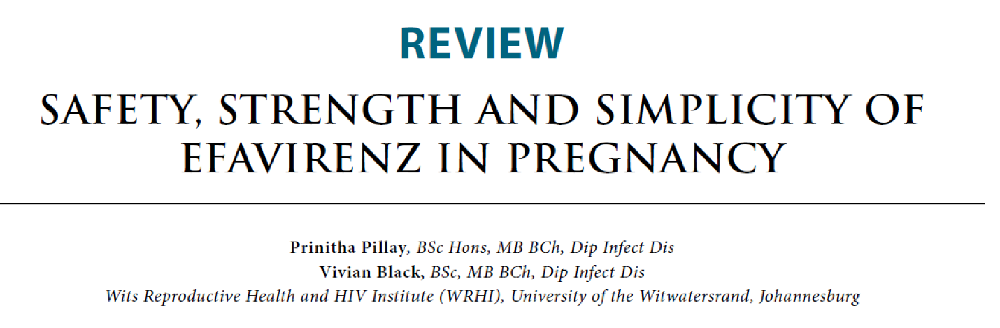 REVIEW
SAFETY, STRENGTH AND SIMPLICITY OF
EFAVIRENZ IN PREGNANCY
Prinitha Pillay, BSc Hons, MB BCh, Dip Infect Dis
Vivian Black, BSc, MB BCh, Dip Infect Dis
Wits Reproductive Health and HIV Institute (WRHI), University of the Witwatersrand, Johannesburg